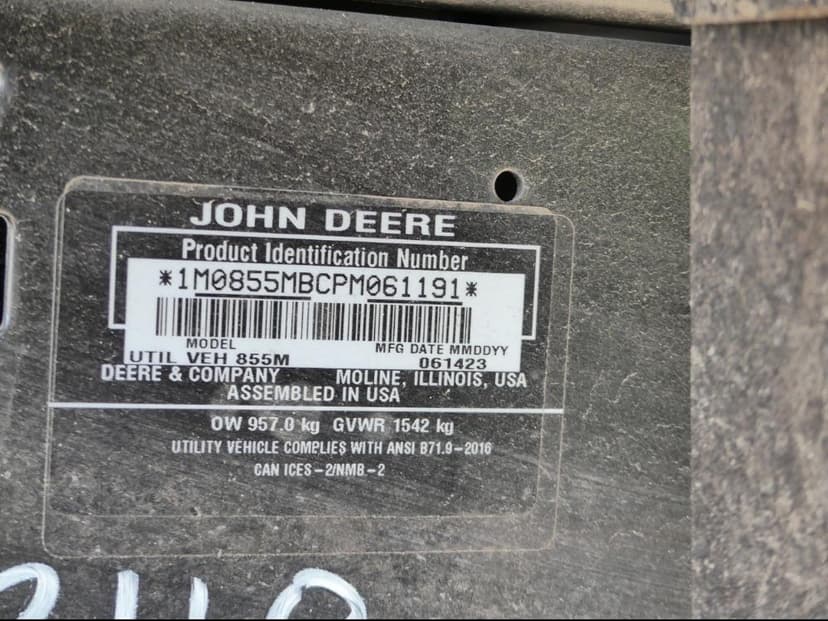 JOHN DEERE
Product Identification Number
*1M0855MBCPM061191*
MODEL MFG DATE MMDDYY
UTIL VEH 855M 061423
DEERE & COMPANY MOLINE, ILLINOIS, USA
ASSEMBLED IN USA
OW 957.0 kg GVWR 1542 kg
UTILITY VEHICLE COMPLIES WITH ANSI B71.9-2016
CAN ICES-2/NMB-2